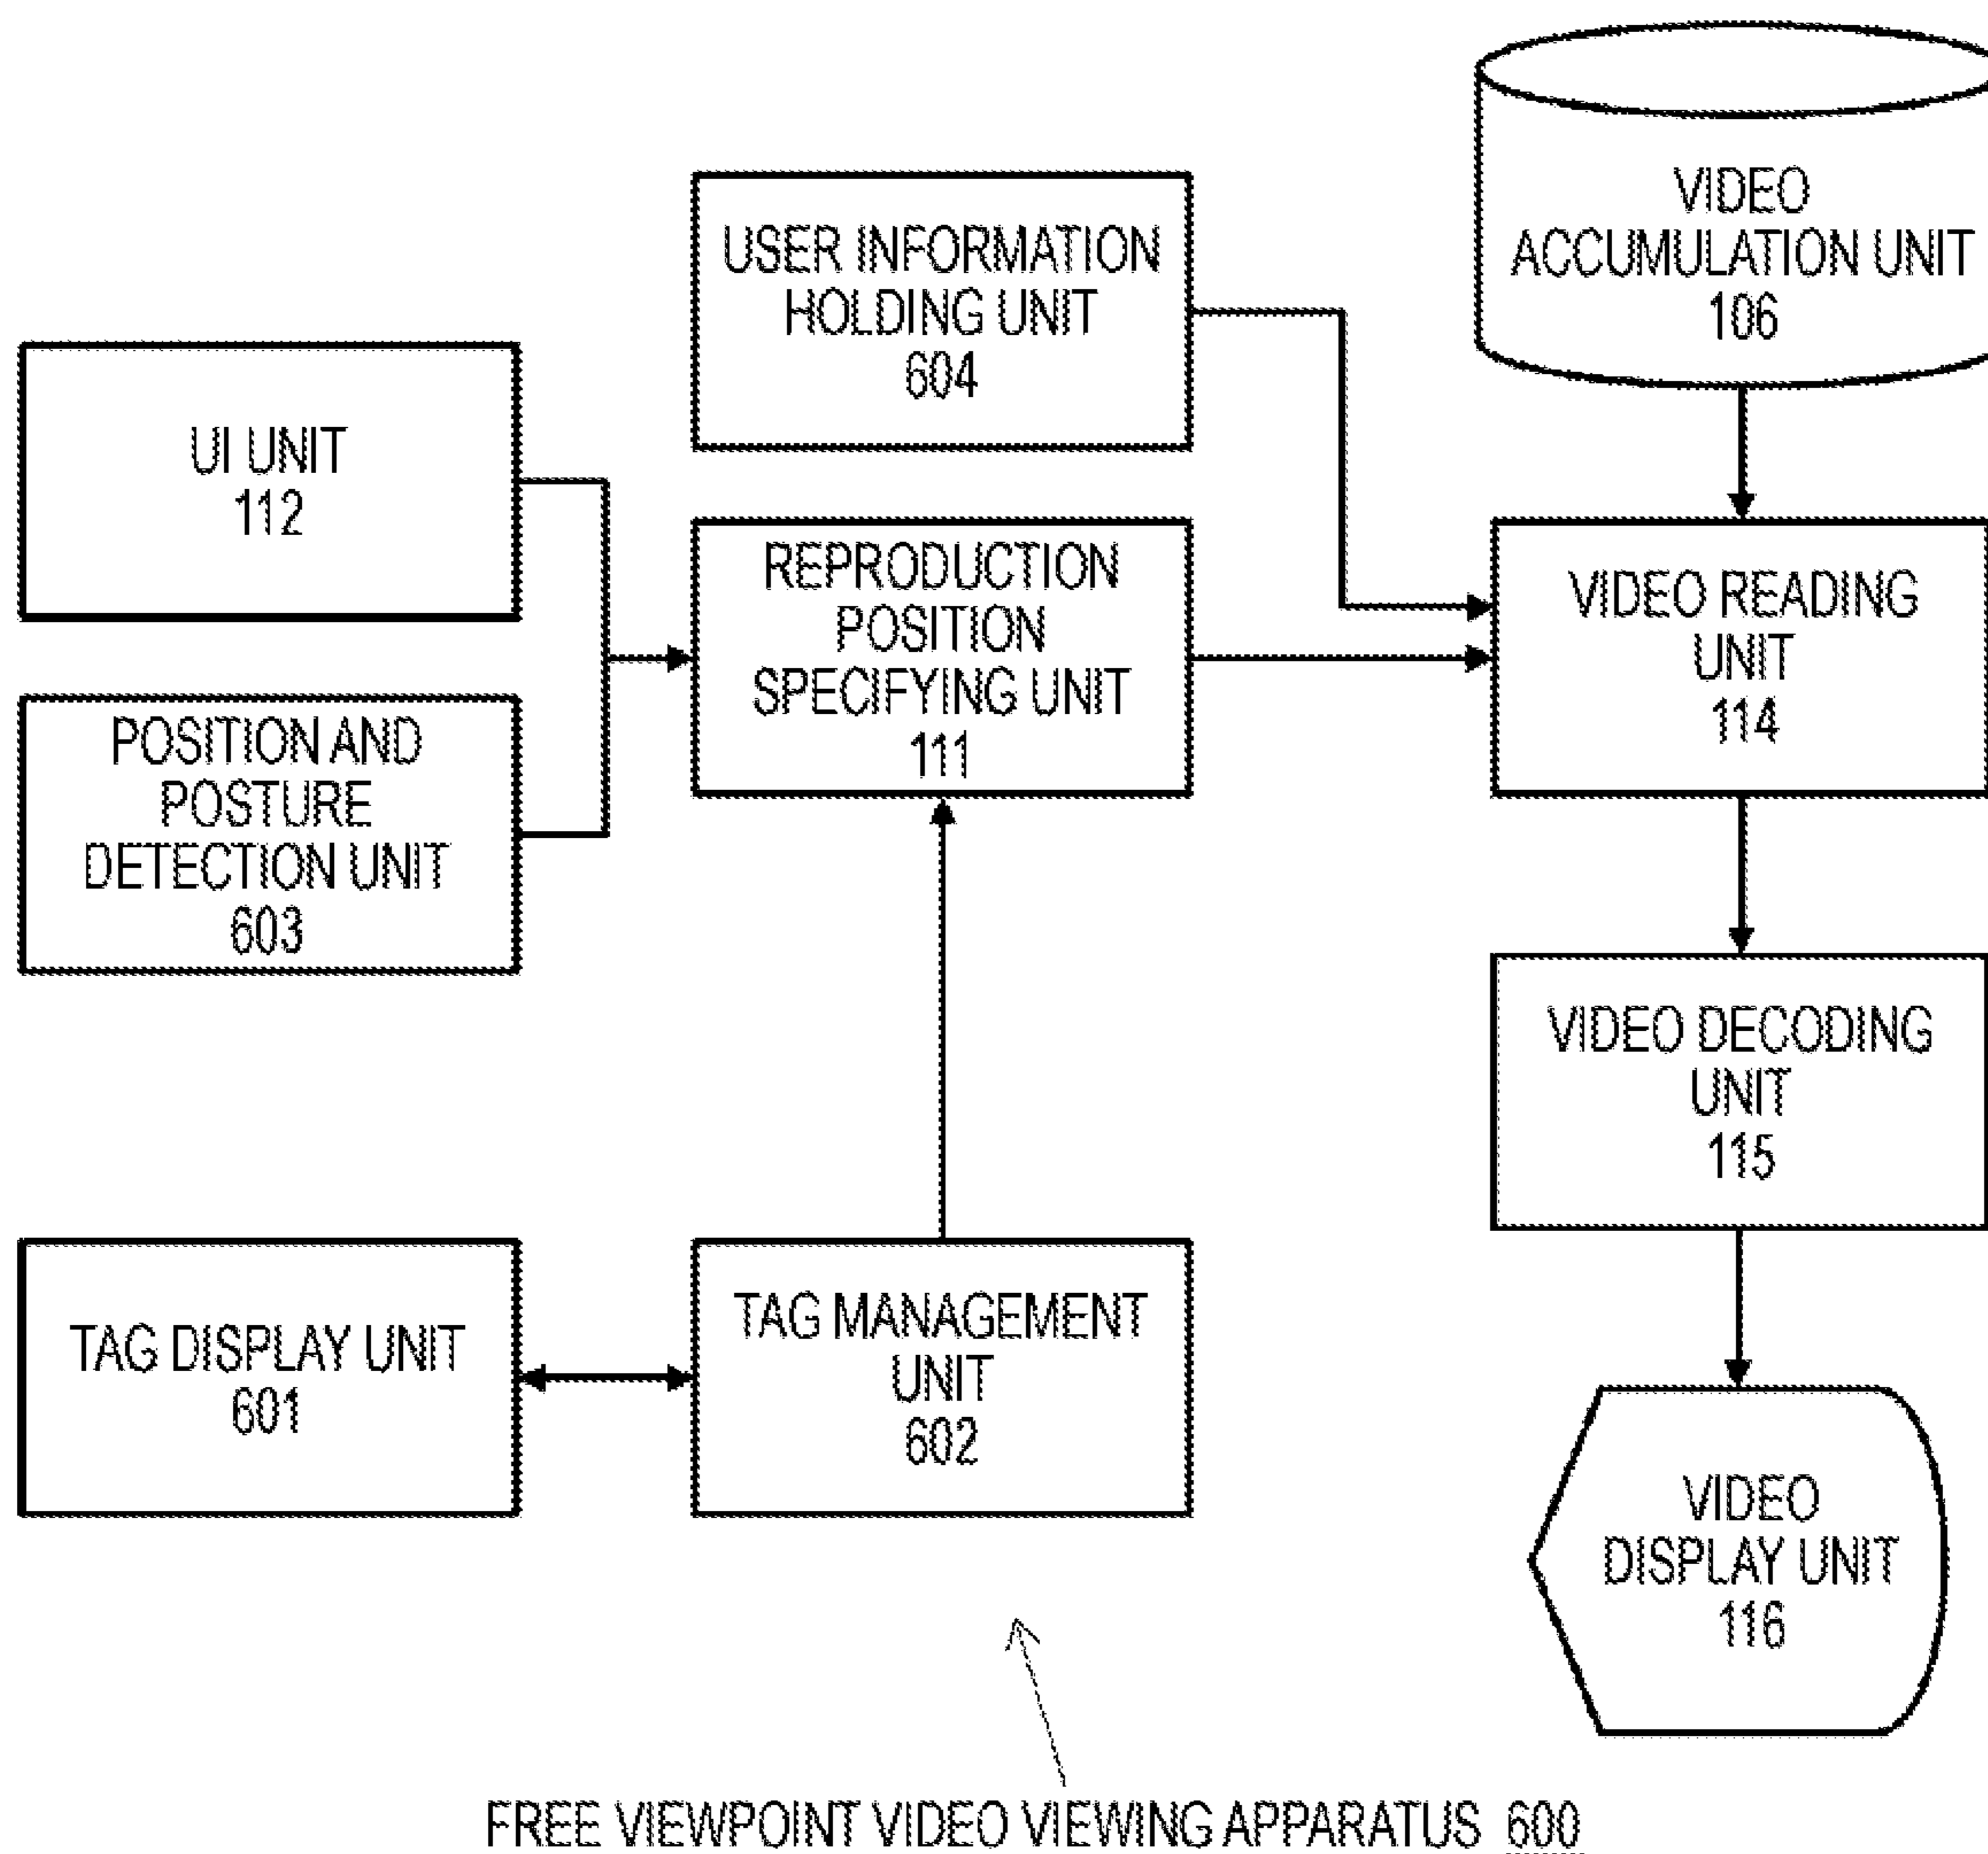 VIDEO
ACCUMULATION UNIT
106
USER INFORMATION
HOLDING UNIT
604
UI UNIT
112
REPRODUCTION
POSITION
SPECIFYING UNIT
111
VIDEO READING
UNIT
114
POSITION AND
POSTURE
DETECTION UNIT
603
VIDEO DECODING
UNIT
115
TAG DISPLAY UNIT
601
TAG MANAGEMENT
UNIT
602
VIDEO
DISPLAY UNIT
116
FREE VIEWPOINT VIDEO VIEWING APPARATUS 600